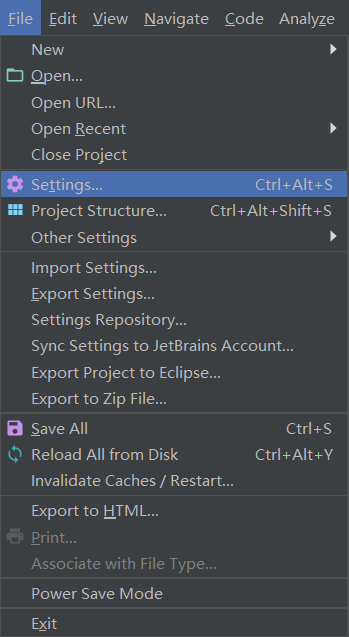 File Edit View Navigate Code Analyze
New
Open...
Open URL...
Open Recent
Close Project
Settings... Ctrl+Alt+S
Project Structure... Ctrl+Alt+Shift+S
Other Settings
Import Settings...
Export Settings...
Settings Repository...
Sync Settings to JetBrains Account...
Export Project to Eclipse...
Export to Zip File...
Save All Ctrl+S
Reload All from Disk Ctrl+Alt+Y
Invalidate Caches / Restart...
Export to HTML...
Print...
Associate with File Type...
Power Save Mode
Exit